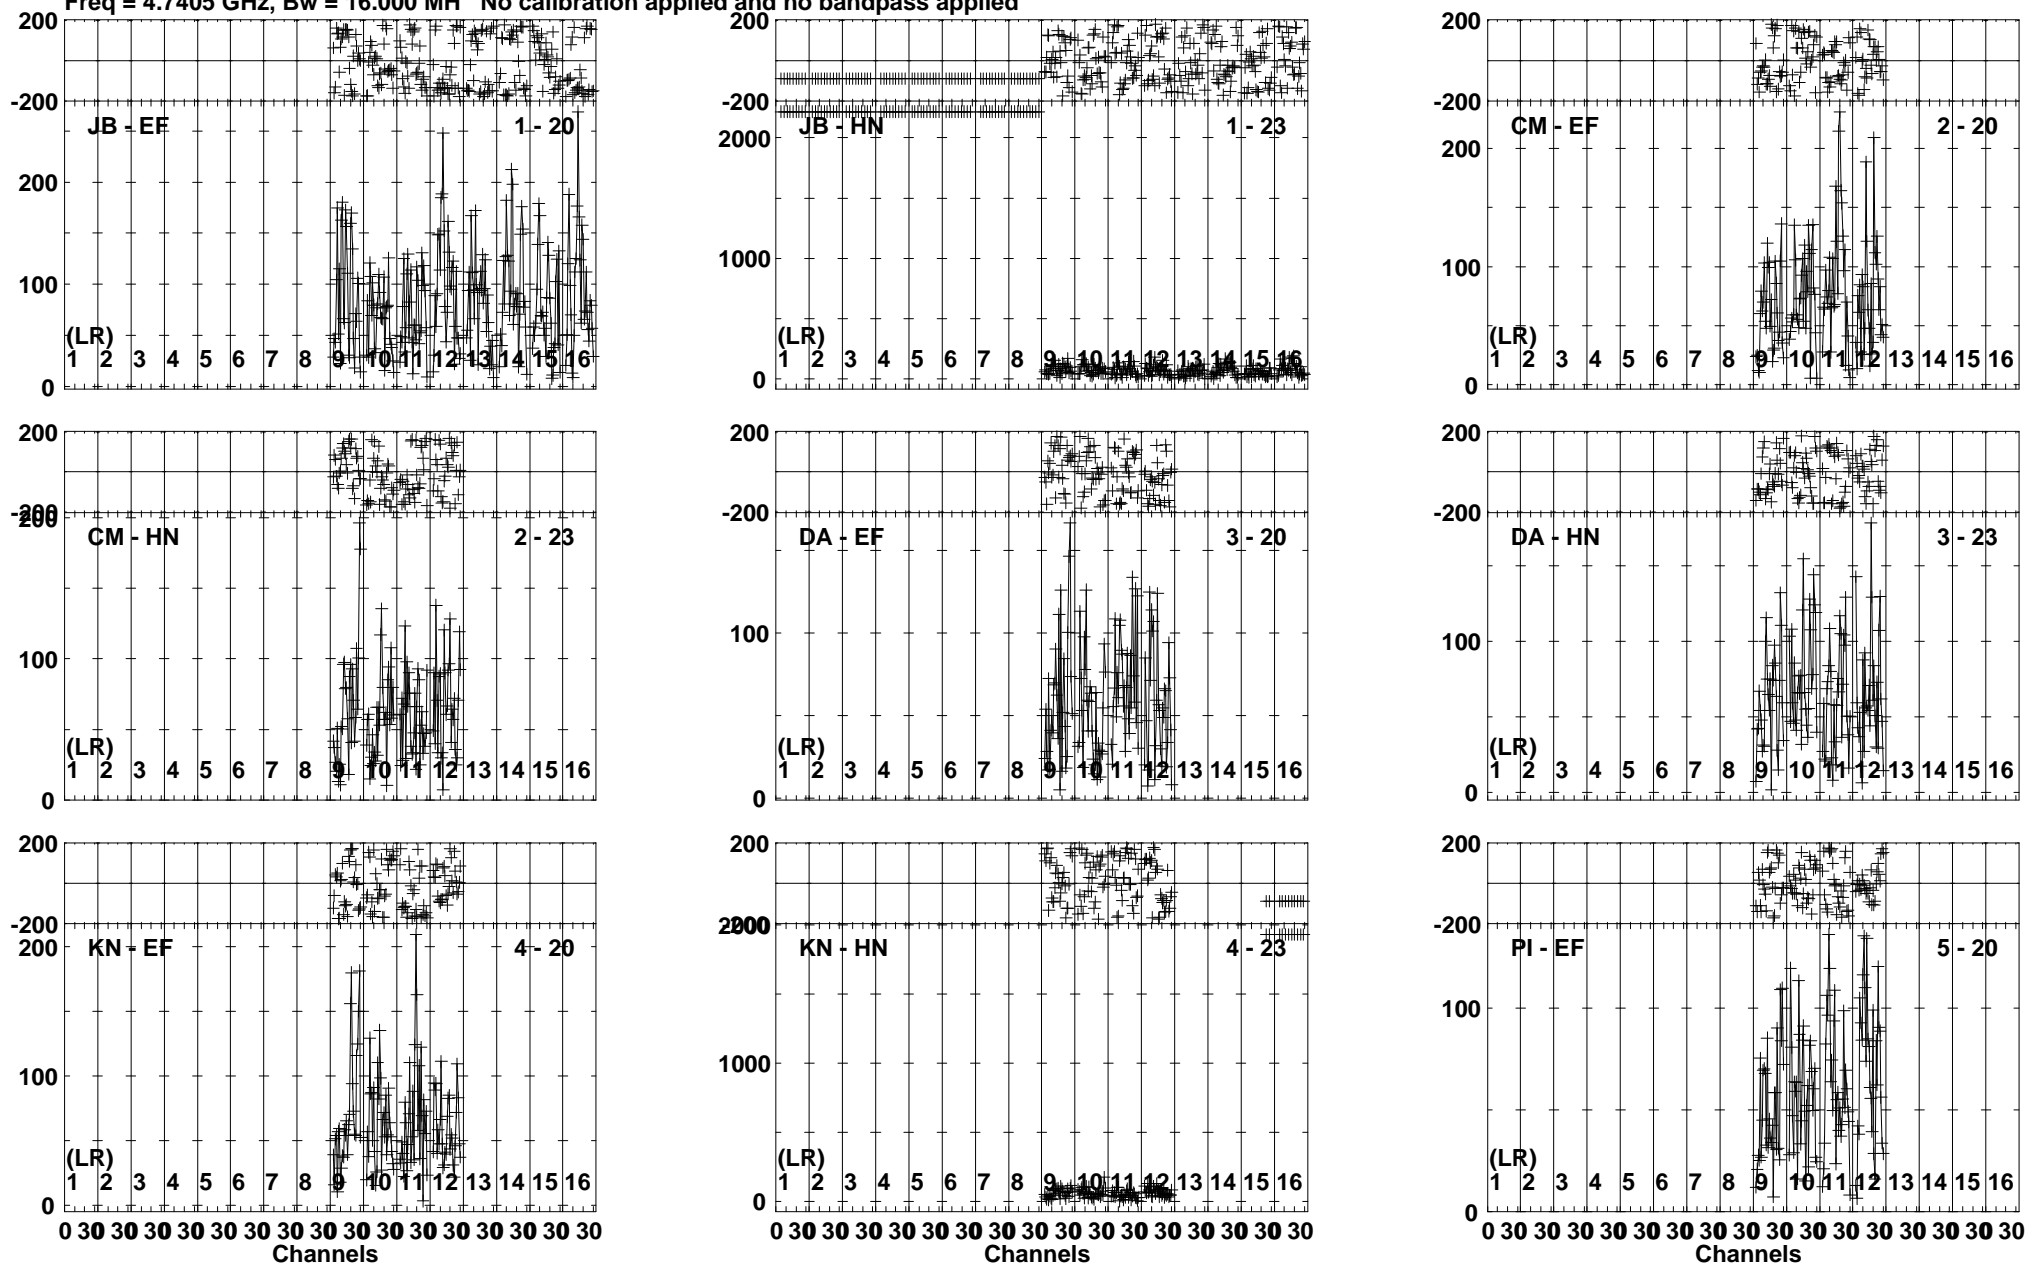 Freq = 4.7405 GHz, Bw = 16.000 MH No calibration applied and no bandpass applied
200
-200
JB - EF 1 - 20
200
100
0
(LR)
1 2 3 4 5 6 7 8 9 10 11 12 13 14 15 16
200
-200
JB - HN 1 - 23
2000
1000
0
(LR)
1 2 3 4 5 6 7 8 9 10 11 12 13 14 15 16
200
-200
CM - EF 2 - 20
200
100
0
(LR)
1 2 3 4 5 6 7 8 9 10 11 12 13 14 15 16
200
-200
200
CM - HN 2 - 23
100
0
(LR)
1 2 3 4 5 6 7 8 9 10 11 12 13 14 15 16
200
-200
DA - EF 3 - 20
100
0
(LR)
1 2 3 4 5 6 7 8 9 10 11 12 13 14 15 16
200
-200
DA - HN 3 - 23
100
0
(LR)
1 2 3 4 5 6 7 8 9 10 11 12 13 14 15 16
200
-200
KN - EF 4 - 20
200
100
0
(LR)
1 2 3 4 5 6 7 8 9 10 11 12 13 14 15 16
0 30 30 30 30 30 30 30 30 30 30 30 30 30 30 30 30
Channels
200
-200
2000
KN - HN 4 - 23
1000
0
(LR)
1 2 3 4 5 6 7 8 9 10 11 12 13 14 15 16
0 30 30 30 30 30 30 30 30 30 30 30 30 30 30 30 30
Channels
200
-200
PI - EF 5 - 20
100
0
(LR)
1 2 3 4 5 6 7 8 9 10 11 12 13 14 15 16
0 30 30 30 30 30 30 30 30 30 30 30 30 30 30 30 30
Channels